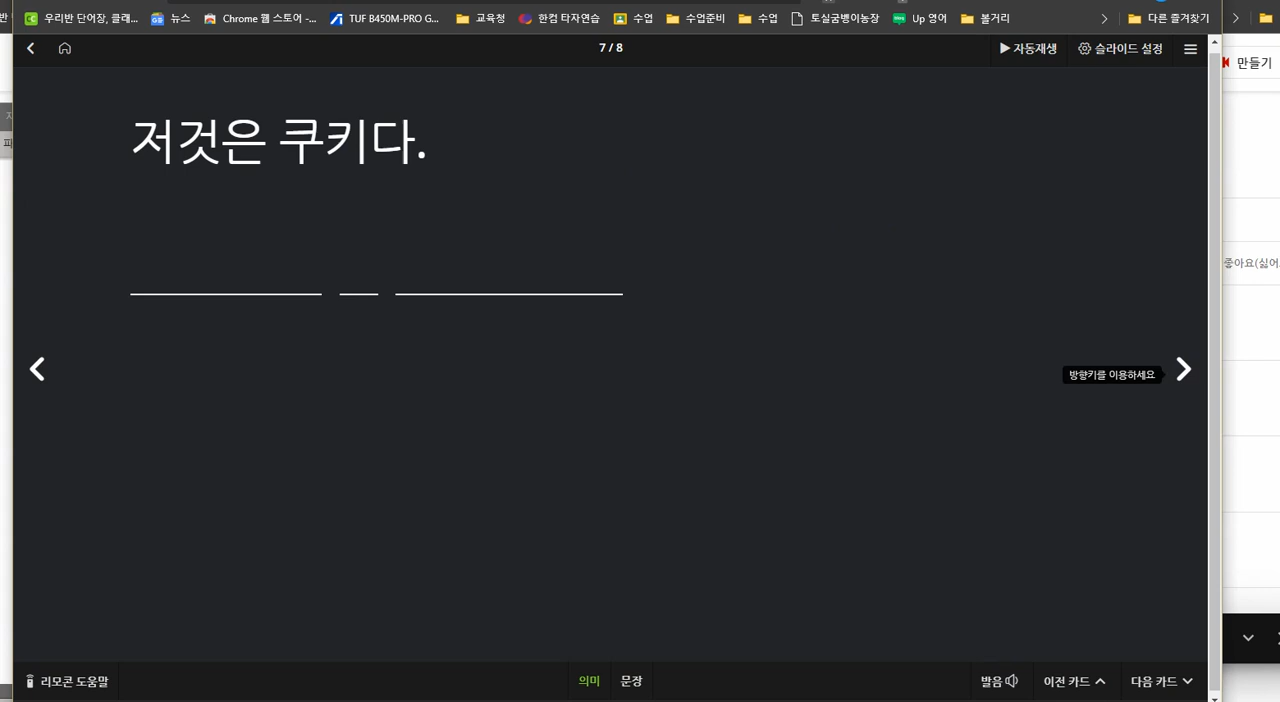 우리반 단어장, 클래... 뉴스 Chrome 웹 스토어 -... TUF B450M-PRO G... 교육청 한컴 타자연습 수업 수업준비 수업 토실굼뱅이농장 Up 영어 볼거리 다른 즐겨찾기
7 / 8 자동재생 슬라이드 설정
만들기
저것은 쿠키다.
좋아요(싫어
방향키를 이용하세요
리모콘 도움말 의미 문장 발음 이전 카드 다음 카드